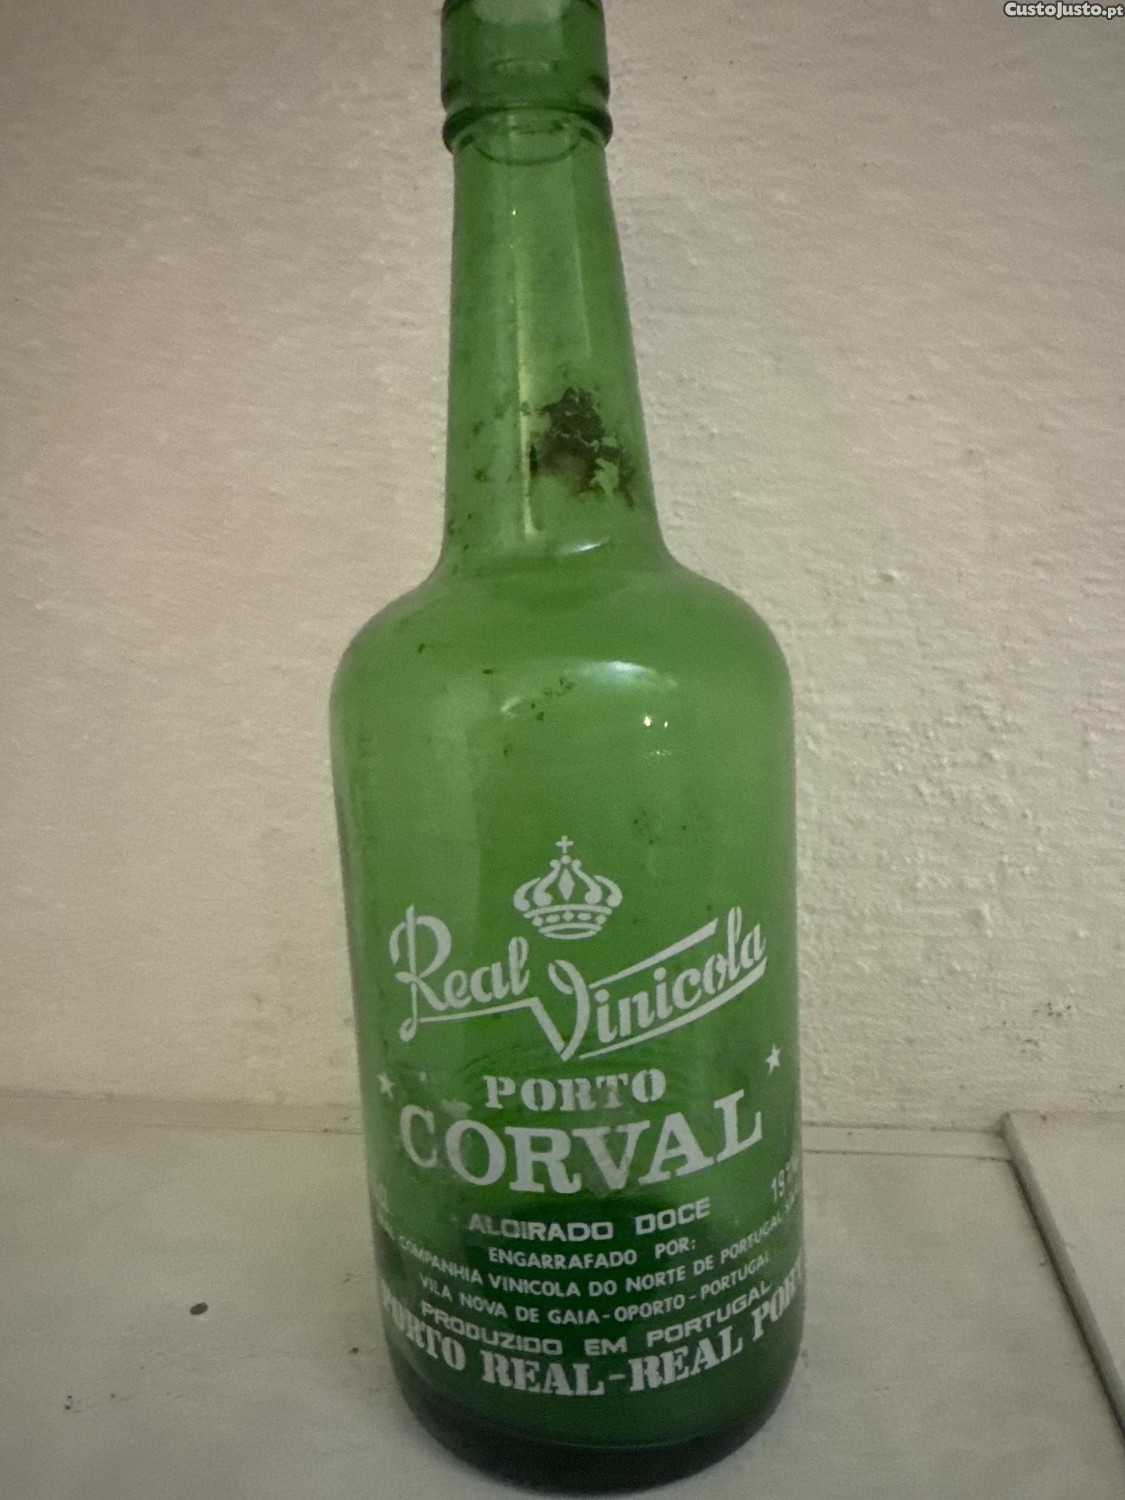 CustoJusto.pt
Real Vinicola
PORTO
CORVAL
ALOIRADO DOCE
ENGARRAFADO POR:
COMPANHIA VINICOLA DO NORTE DE PORTUGAL
VILA NOVA DE GAIA-OPORTO-PORTUGAL
PRODUZIDO EM PORTUGAL
PORTO REAL-REAL